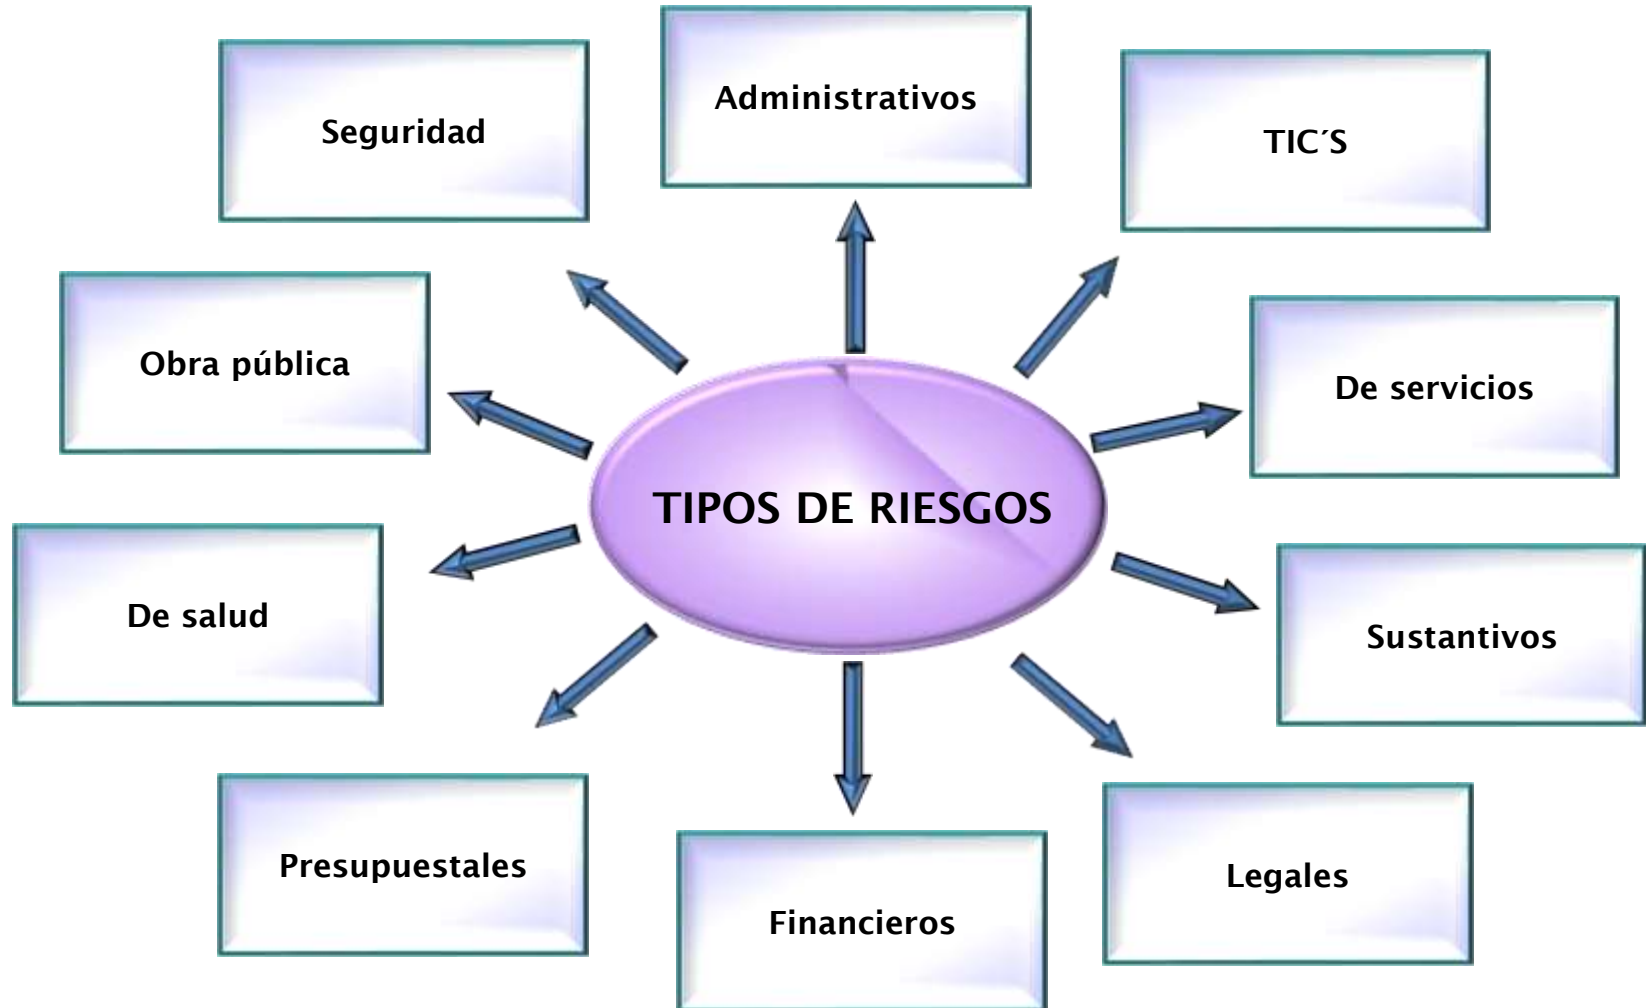 Administrativos
Seguridad
TIC´S
Obra pública
De servicios
TIPOS DE RIESGOS
De salud
Sustantivos
Presupuestales
Legales
Financieros